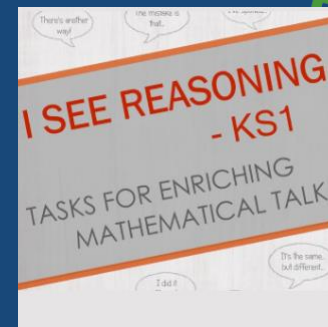 There's another
way!
The mistake is
that..
I SEE REASONING
- KS1
TASKS FOR ENRICHING
MATHEMATICAL TALK
It's the same..
but different..
I did it